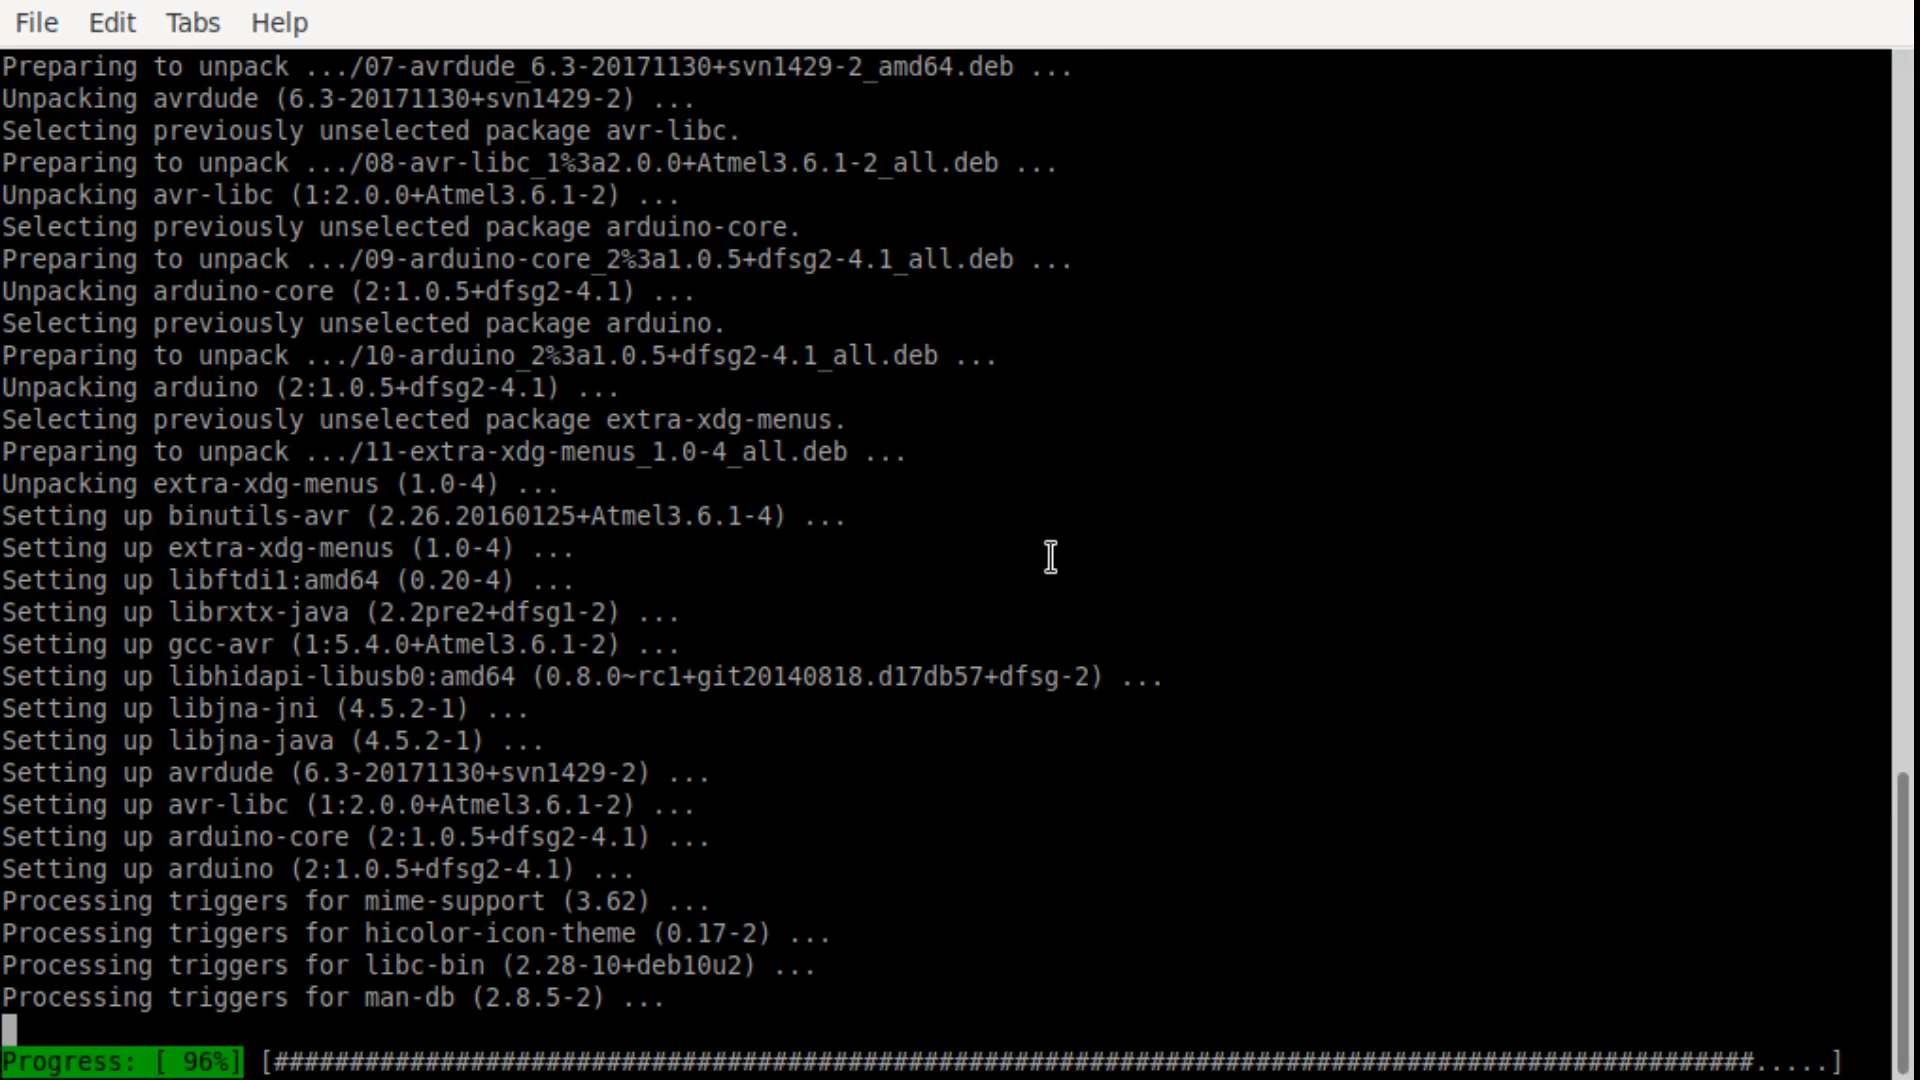 File Edit Tabs Help
Preparing to unpack .../07-avrdude_6.3-20171130+svn1429-2_amd64.deb ...
Unpacking avrdude (6.3-20171130+svn1429-2) ...
Selecting previously unselected package avr-libc.
Preparing to unpack .../08-avr-libc_1%3a2.0.0+Atmel3.6.1-2_all.deb ...
Unpacking avr-libc (1:2.0.0+Atmel3.6.1-2) ...
Selecting previously unselected package arduino-core.
Preparing to unpack .../09-arduino-core_2%3a1.0.5+dfsg2-4.1_all.deb ...
Unpacking arduino-core (2:1.0.5+dfsg2-4.1) ...
Selecting previously unselected package arduino.
Preparing to unpack .../10-arduino_2%3a1.0.5+dfsg2-4.1_all.deb ...
Unpacking arduino (2:1.0.5+dfsg2-4.1) ...
Selecting previously unselected package extra-xdg-menus.
Preparing to unpack .../11-extra-xdg-menus_1.0-4_all.deb ...
Unpacking extra-xdg-menus (1.0-4) ...
Setting up binutils-avr (2.26.20160125+Atmel3.6.1-4) ...
Setting up extra-xdg-menus (1.0-4) ...
Setting up libftdi1:amd64 (0.20-4) ...
Setting up librxtx-java (2.2pre2+dfsg1-2) ...
Setting up gcc-avr (1:5.4.0+Atmel3.6.1-2) ...
Setting up libhidapi-libusb0:amd64 (0.8.0~rc1+git20140818.d17db57+dfsg-2) ...
Setting up libjna-jni (4.5.2-1) ...
Setting up libjna-java (4.5.2-1) ...
Setting up avrdude (6.3-20171130+svn1429-2) ...
Setting up avr-libc (1:2.0.0+Atmel3.6.1-2) ...
Setting up arduino-core (2:1.0.5+dfsg2-4.1) ...
Setting up arduino (2:1.0.5+dfsg2-4.1) ...
Processing triggers for mime-support (3.62) ...
Processing triggers for hicolor-icon-theme (0.17-2) ...
Processing triggers for libc-bin (2.28-10+deb10u2) ...
Processing triggers for man-db (2.8.5-2) ...
Progress: [ 96%] [##################################################################################################.....]